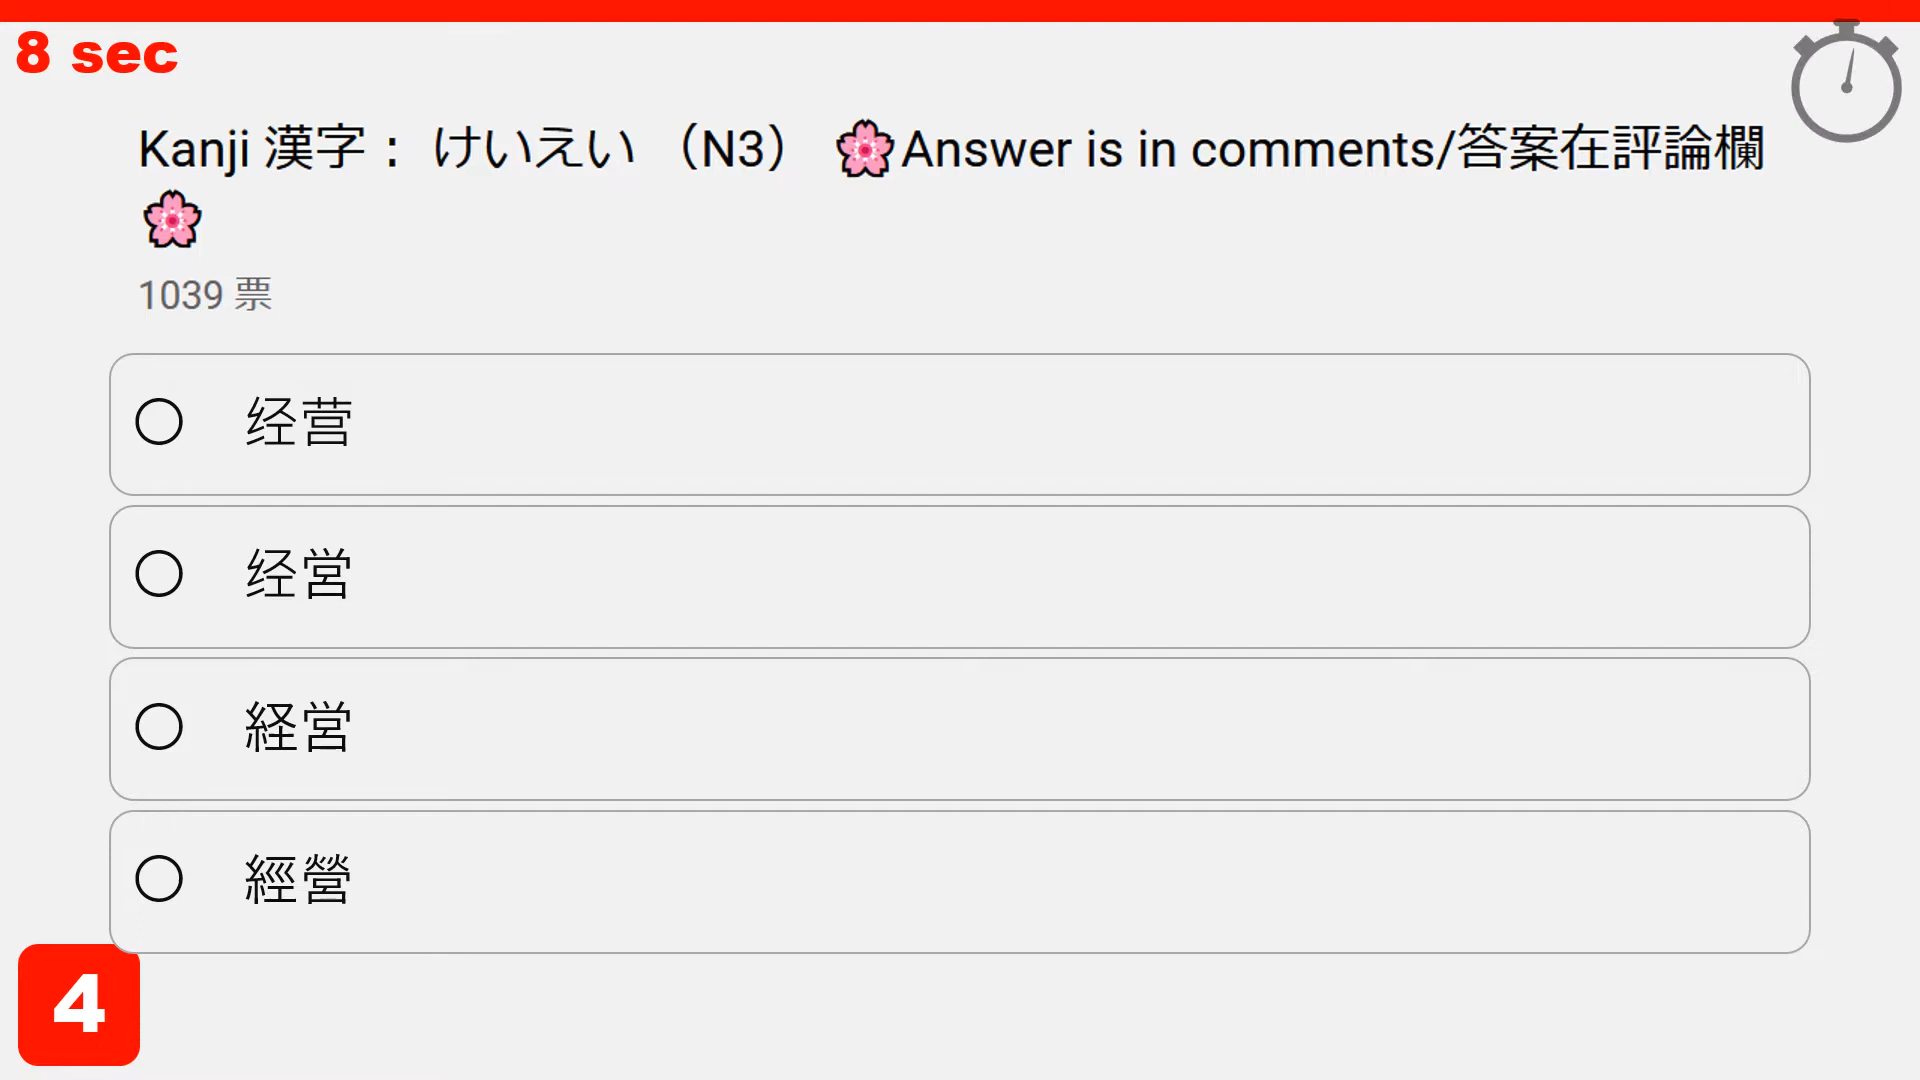 8 sec
Kanji 漢字： けいえい （N3） 🌸Answer is in comments/答案在評論欄
🌸
1039 票
经营
经営
経営
經營
4